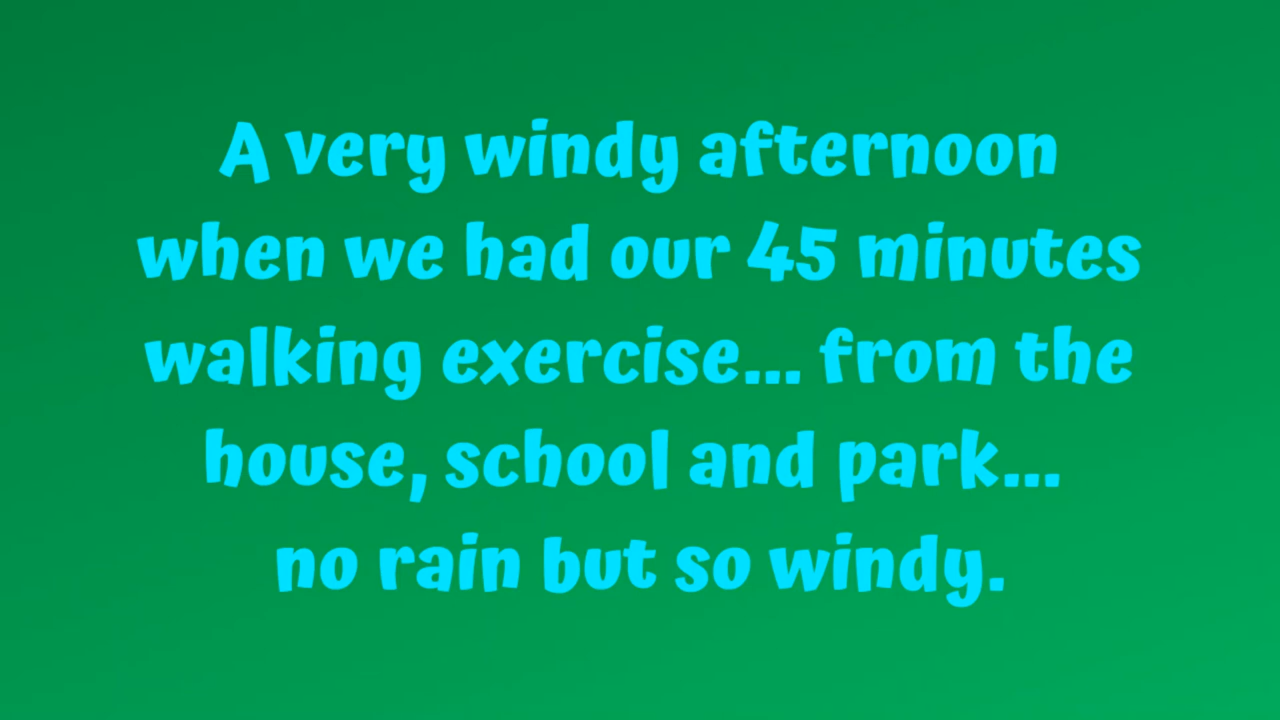 A very windy afternoon
when we had our 45 minutes
walking exercise... from the
house, school and park...
no rain but so windy.